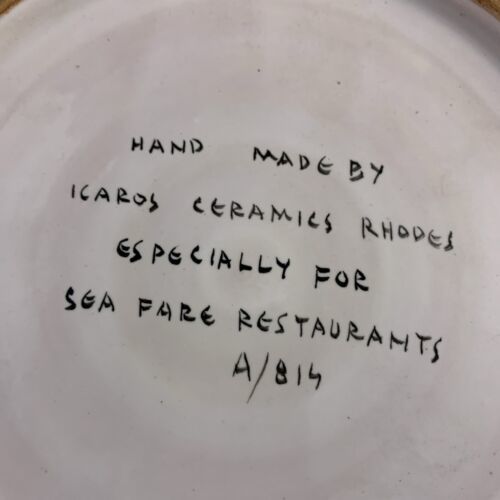 HAND MADE BY
ICAROS CERAMICS RHODES
ESPECIALLY FOR
SEA FARE RESTAURANTS
A/814